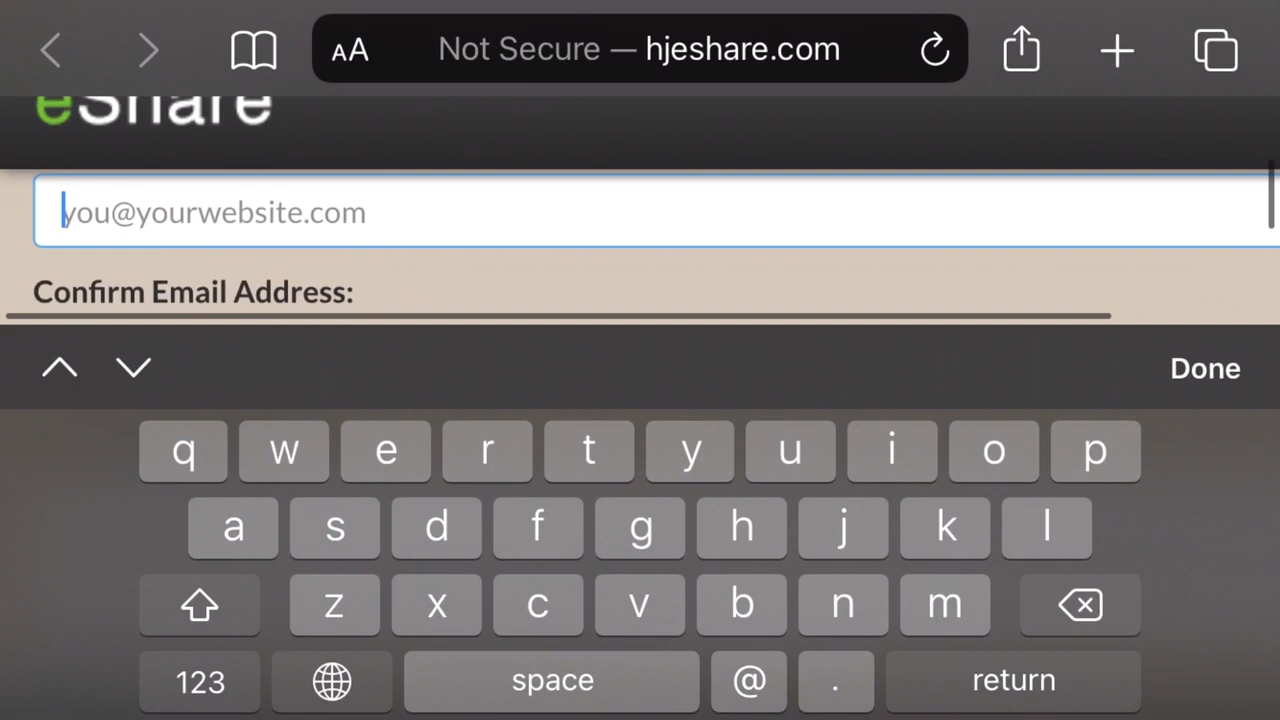 AA Not Secure — hjeshare.com
eShare
you@yourwebsite.com
Confirm Email Address:
Done
q w e r t y u i o p
a s d f g h j k l
z x c v b n m
123 space @ . return